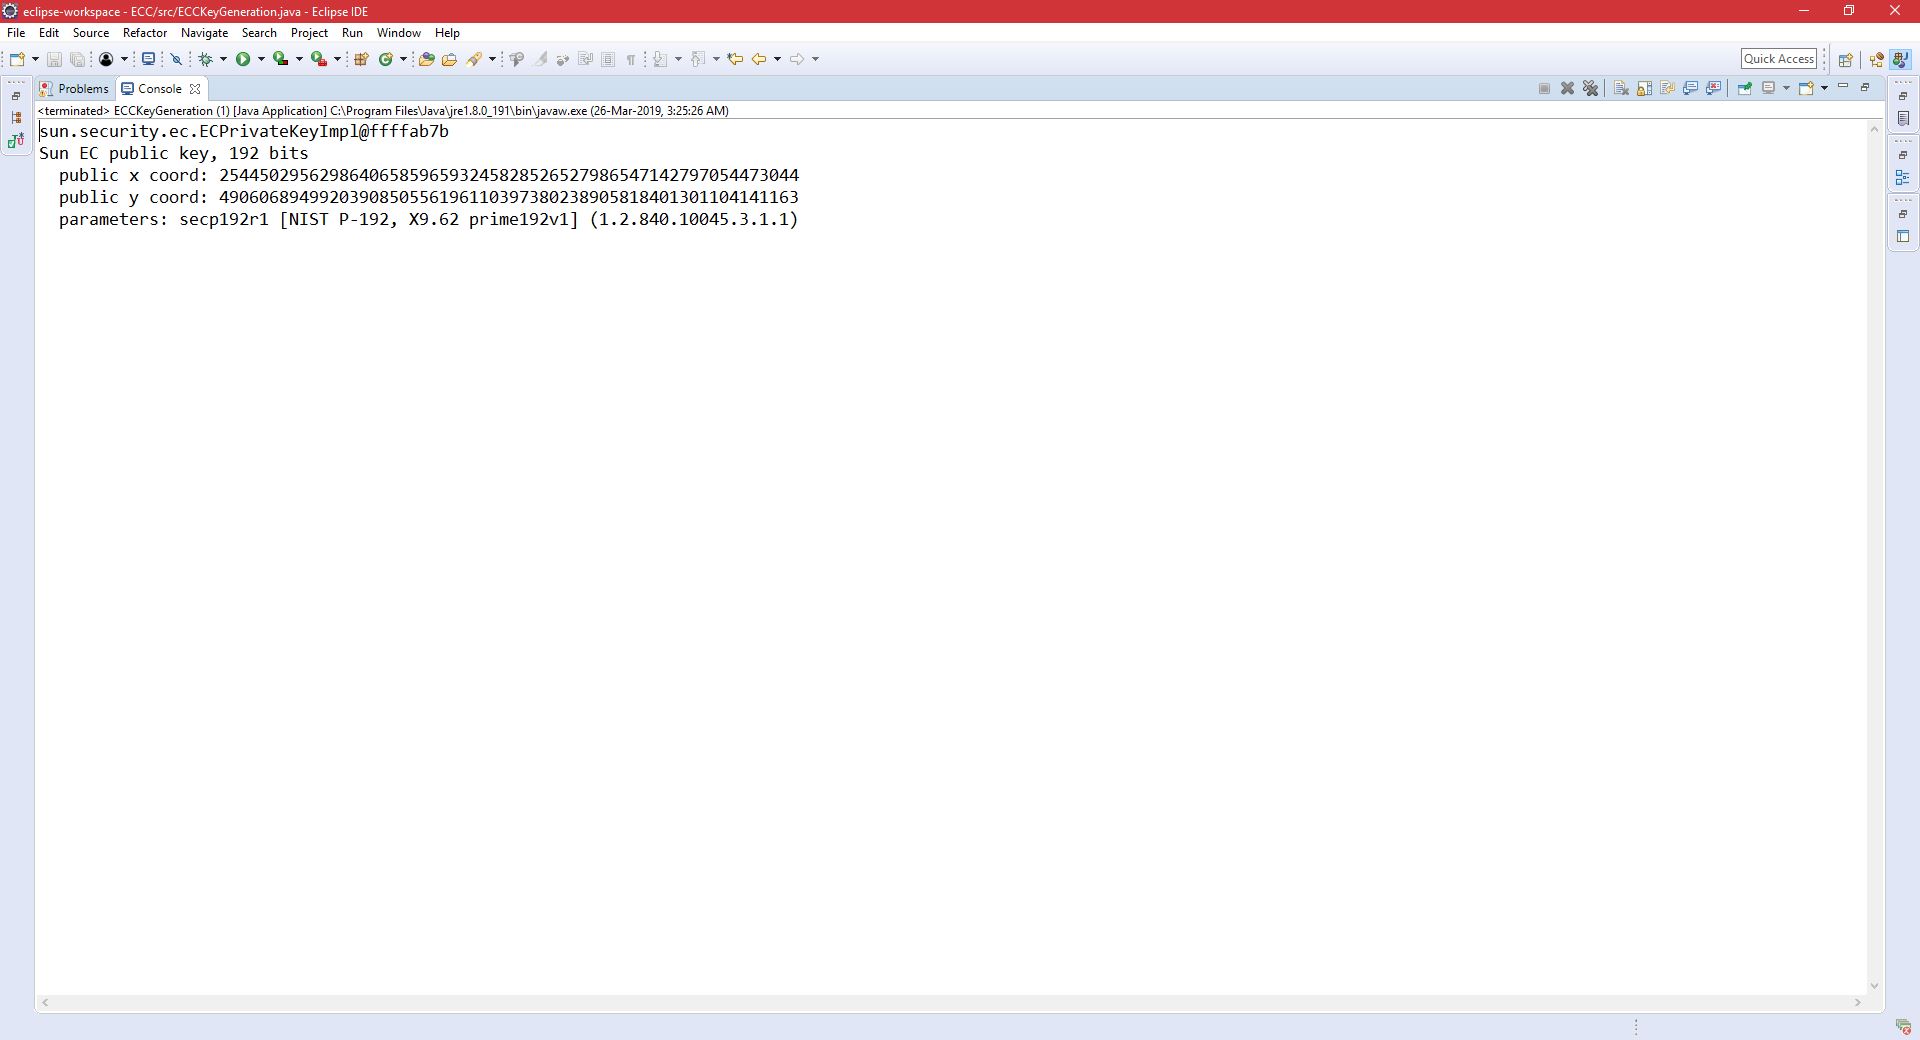 eclipse-workspace - ECC/src/ECCKeyGeneration.java - Eclipse IDE
File Edit Source Refactor Navigate Search Project Run Window Help
Quick Access
Problems Console
<terminated> ECCKeyGeneration (1) [Java Application] C:\Program Files\Java\jre1.8.0_191\bin\javaw.exe (26-Mar-2019, 3:25:26 AM)
sun.security.ec.ECPrivateKeyImpl@ffffab7b
Sun EC public key, 192 bits
  public x coord: 2544502956298640658596593245828526527986547142797054473044
  public y coord: 4906068949920390850556196110397380238905818401301104141163
  parameters: secp192r1 [NIST P-192, X9.62 prime192v1] (1.2.840.10045.3.1.1)